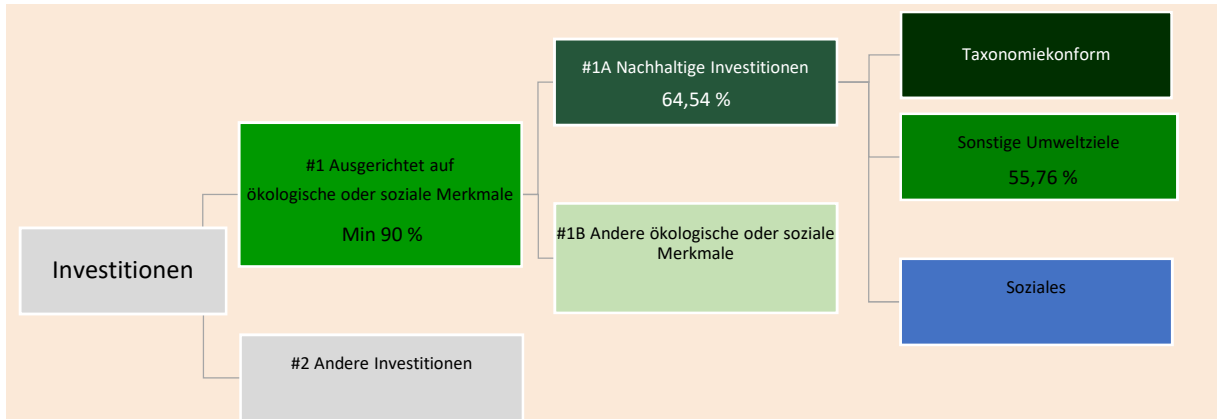 Investitionen
#1 Ausgerichtet auf
ökologische oder soziale Merkmale
Min 90 %
#2 Andere Investitionen
#1A Nachhaltige Investitionen
64,54 %
#1B Andere ökologische oder soziale
Merkmale
Taxonomiekonform
Sonstige Umweltziele
55,76 %
Soziales